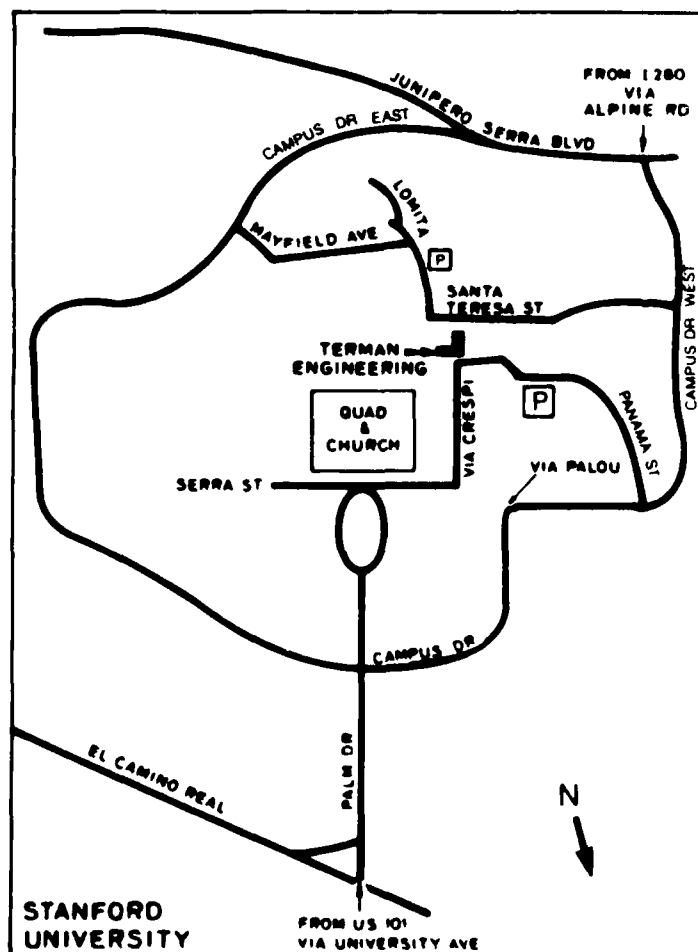 FROM I 280
VIA
ALPINE RD
JUNIPERO
SERRA BLVD
CAMPUS DR EAST
LOMITA
MAYFIELD AVE
P
SANTA
TERESA ST
CAMPUS DR WEST
TERMAN
ENGINEERING
QUAD
&
CHURCH
VIA CRESPI
P
PANAMA ST
SERRA ST
VIA PALOU
CAMPUS DR
PALM DR
EL CAMINO REAL
N
STANFORD
UNIVERSITY
FROM US 101
VIA UNIVERSITY AVE